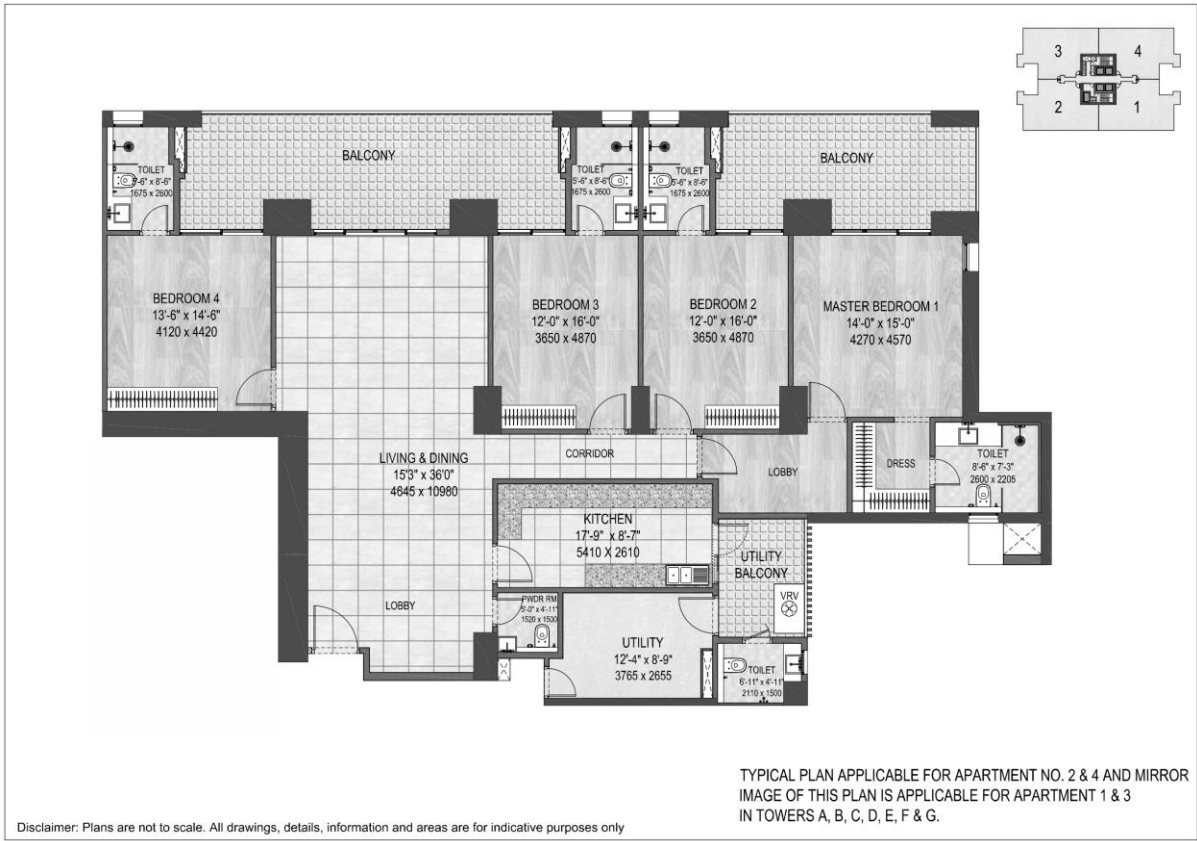 3
4
2
1
BALCONY
BALCONY
TOILET
5'-6" x 8'-6"
1675 x 2600
TOILET
5'-6" x 8'-6"
1675 x 2600
TOILET
5'-6" x 8'-6"
1675 x 2600
BEDROOM 4
13'-6" x 14'-6"
4120 x 4420
BEDROOM 3
12'-0" x 16'-0"
3650 x 4870
BEDROOM 2
12'-0" x 16'-0"
3650 x 4870
MASTER BEDROOM 1
14'-0" x 15'-0"
4270 x 4570
LIVING & DINING
15'3" x 36'0"
4645 x 10980
CORRIDOR
LOBBY
DRESS
TOILET
8'-6" x 7'-3"
2600 x 2205
KITCHEN
17'-9" x 8'-7"
5410 X 2610
UTILITY
BALCONY
VRV
LOBBY
PWDR RM
5'-0" x 4'-11"
1520 x 1500
UTILITY
12'-4" x 8'-9"
3765 x 2655
TOILET
6'-11" x 4'-11"
2110 x 1500
TYPICAL PLAN APPLICABLE FOR APARTMENT NO. 2 & 4 AND MIRROR
IMAGE OF THIS PLAN IS APPLICABLE FOR APARTMENT 1 & 3
IN TOWERS A, B, C, D, E, F & G.
Disclaimer: Plans are not to scale. All drawings, details, information and areas are for indicative purposes only